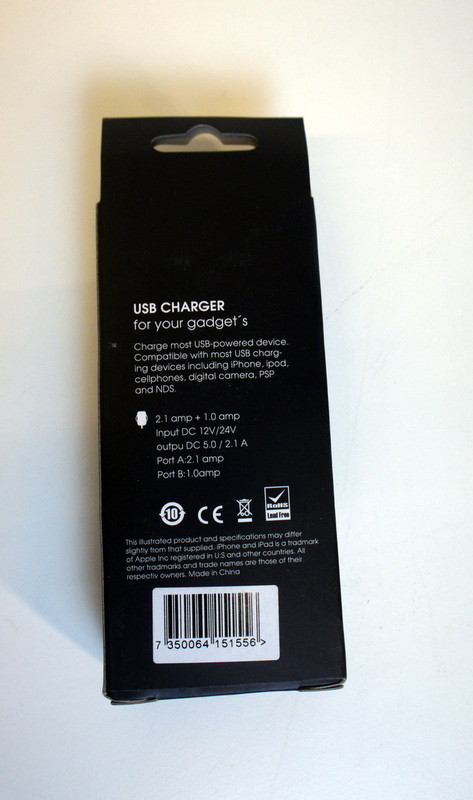 USB CHARGER
for your gadget´s
Charge most USB-powered device.
Compatible with most USB charg-
ing devices including iPhone, ipod,
cellphones, digital camera, PSP
and NDS.
2.1 amp + 1.0 amp
Input DC 12V/24V
outpu DC 5.0 / 2.1 A
Port A:2.1 amp
Port B:1.0amp
10 CE RoHS
Lead Free
This illustrated product and specifications may differ
slightly from that supplied. iPhone and iPad is a tradmark
of Apple Inc registered in U.S and other countries. All
other tradmarks and trade names are those of their
respectiv owners. Made in China
7 350064 151556 >